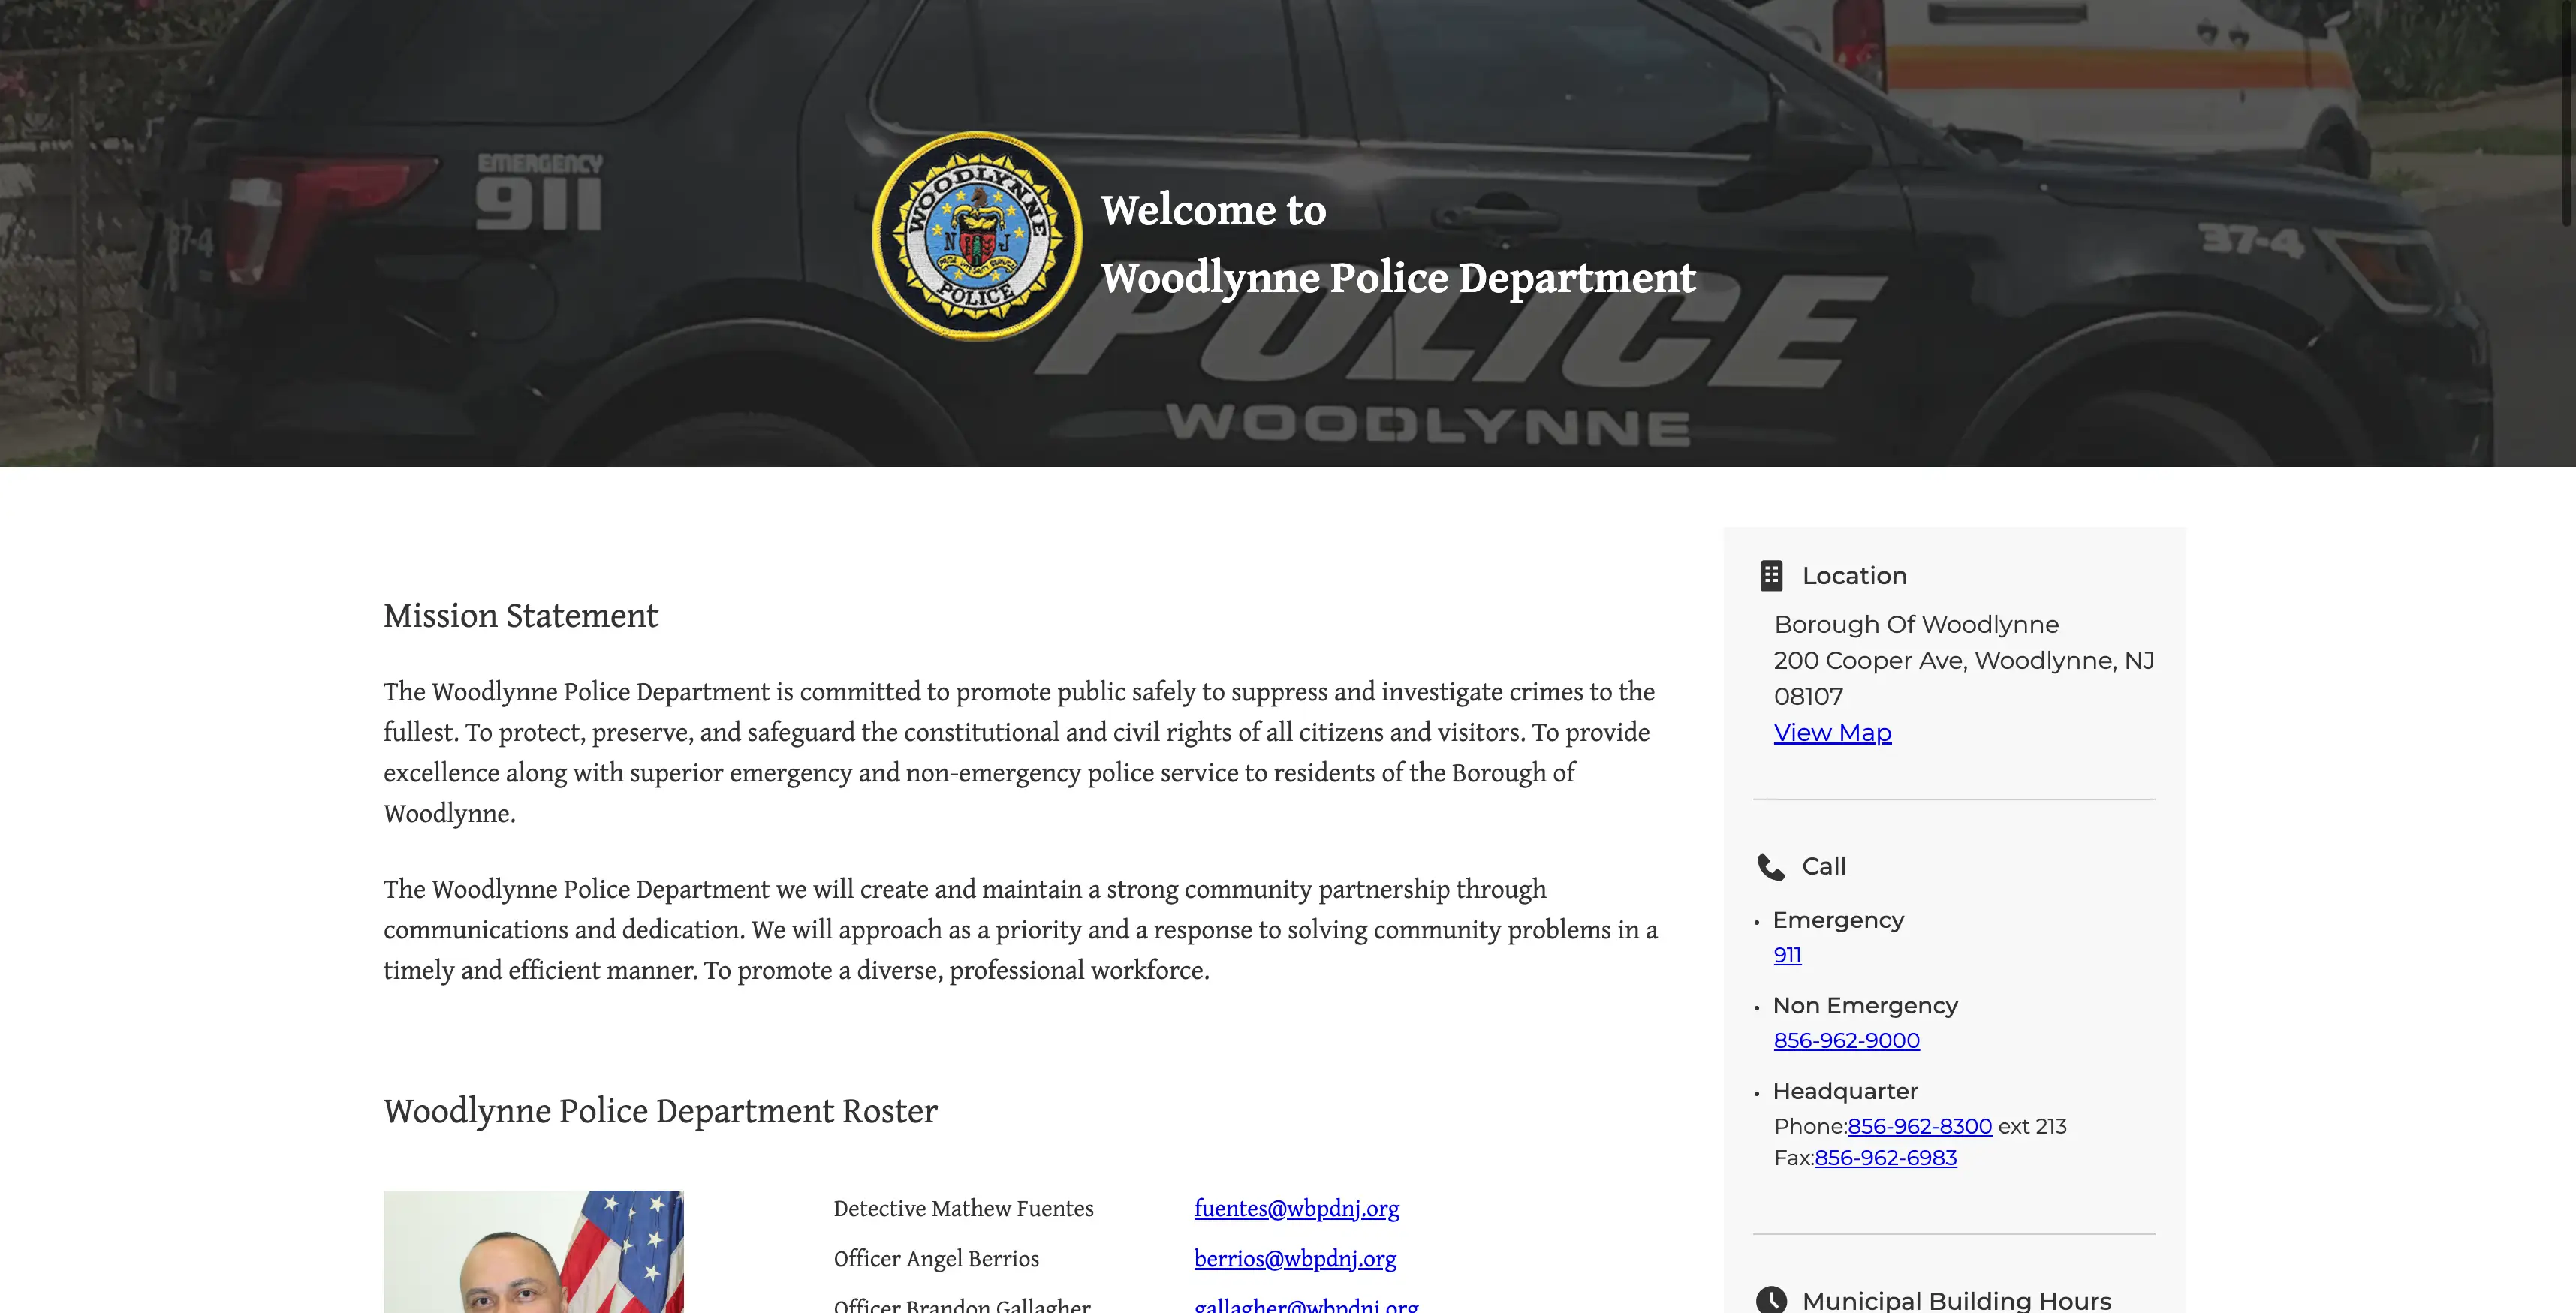 EMERGENCY
911
37-4
37-4
WOODLYNNE
N J
POLICE
Welcome to
Woodlynne Police Department
POLICE
WOODLYNNE
Mission Statement
The Woodlynne Police Department is committed to promote public safely to suppress and investigate crimes to the
fullest. To protect, preserve, and safeguard the constitutional and civil rights of all citizens and visitors. To provide
excellence along with superior emergency and non-emergency police service to residents of the Borough of
Woodlynne.
The Woodlynne Police Department we will create and maintain a strong community partnership through
communications and dedication. We will approach as a priority and a response to solving community problems in a
timely and efficient manner. To promote a diverse, professional workforce.
Woodlynne Police Department Roster
Detective Mathew Fuentes fuentes@wbpdnj.org
Officer Angel Berrios berrios@wbpdnj.org
Officer Brandon Gallagher gallagher@wbpdnj.org
Location
Borough Of Woodlynne
200 Cooper Ave, Woodlynne, NJ
08107
View Map
Call
• Emergency
911
• Non Emergency
856-962-9000
• Headquarter
Phone:856-962-8300 ext 213
Fax:856-962-6983
Municipal Building Hours